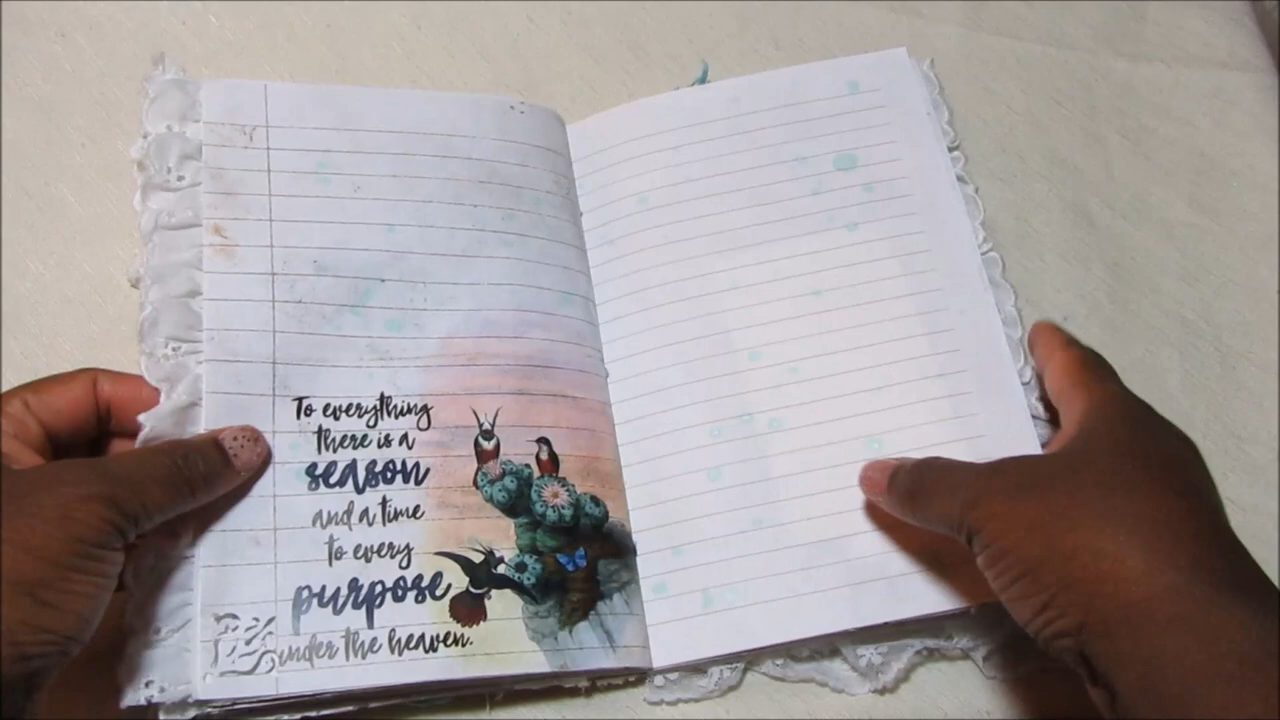 To everything
there is a
season
and a time
to every
purpose
under the heaven.